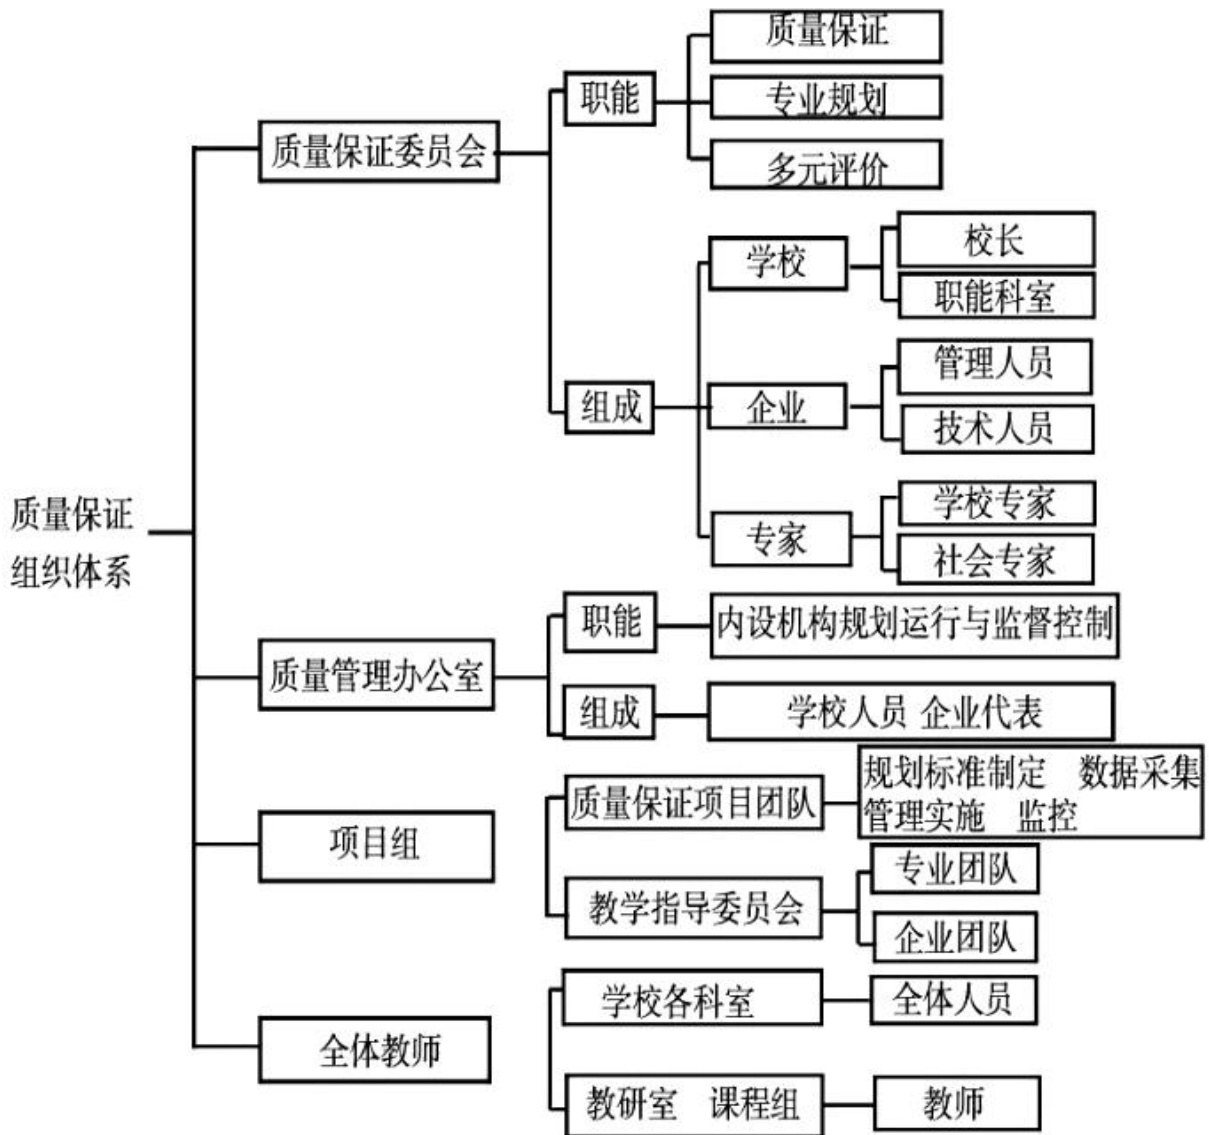 质量保证
组织体系
质量保证委员会
职能
质量保证
专业规划
多元评价
组成
学校
校长
职能科室
企业
管理人员
技术人员
专家
学校专家
社会专家
质量管理办公室
职能
内设机构规划运行与监督控制
组成
学校人员 企业代表
项目组
质量保证项目团队
规划标准制定 数据采集
管理实施 监控
教学指导委员会
专业团队
企业团队
全体教师
学校各科室
全体人员
教研室 课程组
教师